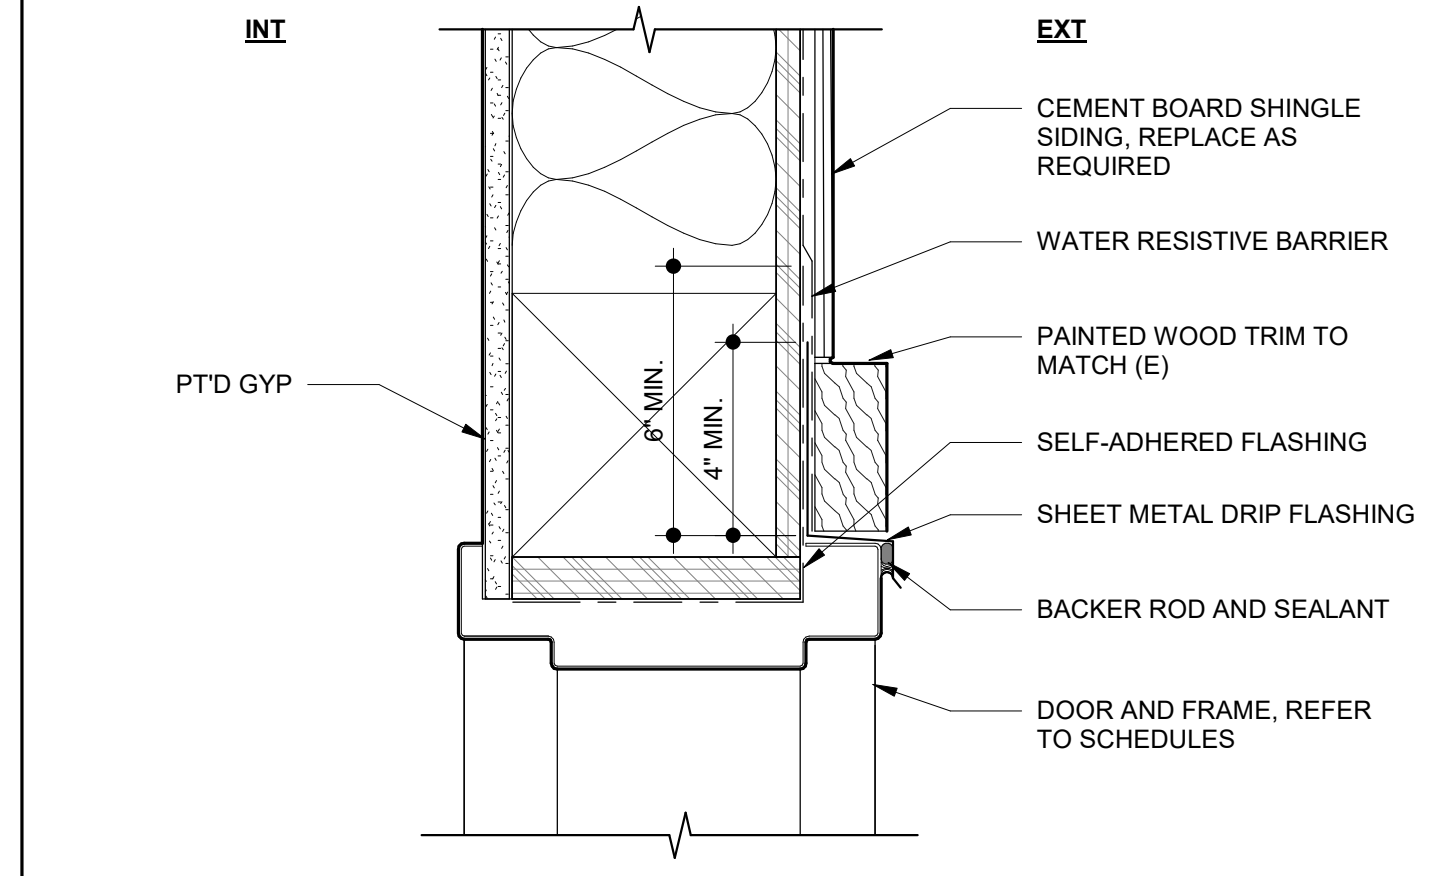 INT
EXT
CEMENT BOARD SHINGLE
SIDING, REPLACE AS
REQUIRED
WATER RESISTIVE BARRIER
PAINTED WOOD TRIM TO
MATCH (E)
PT'D GYP
6" MIN.
4" MIN.
SELF-ADHERED FLASHING
SHEET METAL DRIP FLASHING
BACKER ROD AND SEALANT
DOOR AND FRAME, REFER
TO SCHEDULES